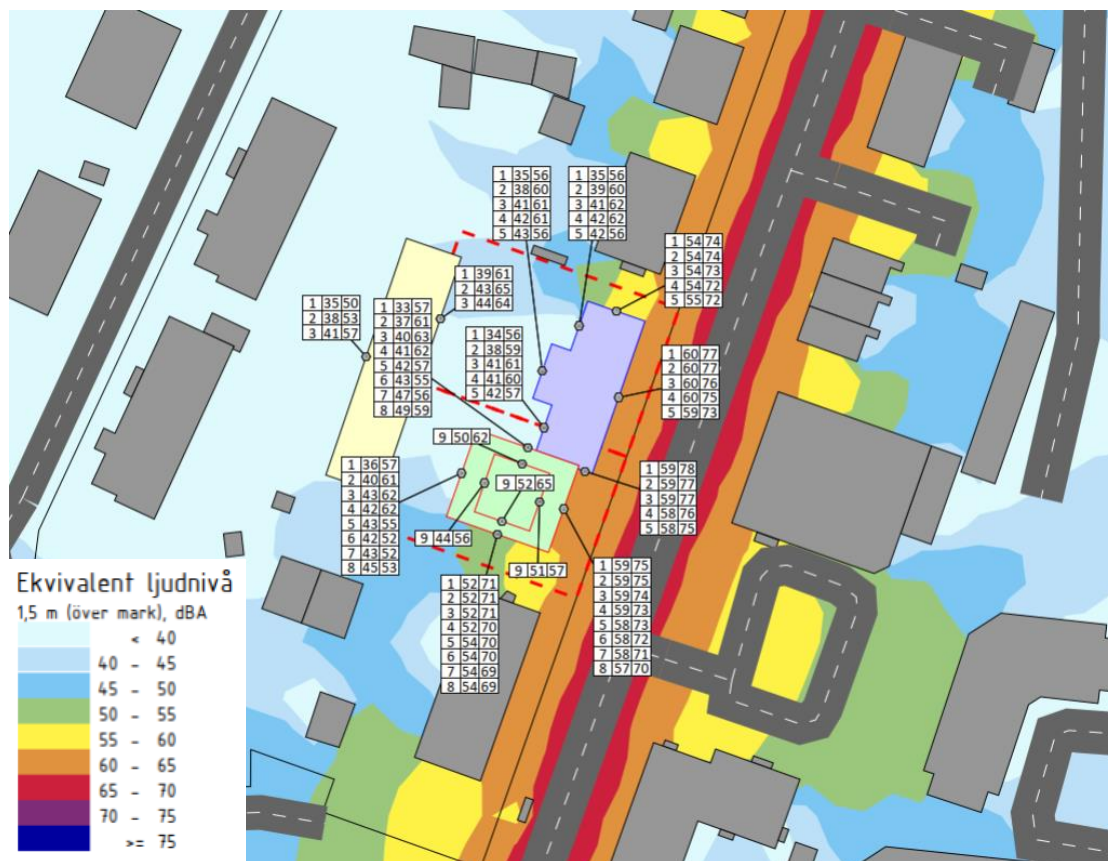 1 35 56
2 38 60
3 41 61
4 42 61
5 43 56
1 35 56
2 39 60
3 41 62
4 42 62
5 42 56
1 54 74
2 54 74
3 54 73
4 54 72
5 55 72
1 39 61
2 43 65
3 44 64
1 35 50
2 38 53
3 41 57
1 33 57
2 37 61
3 40 63
4 41 62
5 42 57
6 43 55
7 47 56
8 49 59
1 34 56
2 38 59
3 41 61
4 41 60
5 42 57
1 60 77
2 60 77
3 60 76
4 60 75
5 59 73
9 50 62
1 36 57
2 40 61
3 43 62
4 42 62
5 43 55
6 42 52
7 43 52
8 45 53
9 52 65
1 59 78
2 59 77
3 59 77
4 58 76
5 58 75
9 44 56
9 51 57
1 52 71
2 52 71
3 52 71
4 52 70
5 54 70
6 54 70
7 54 69
8 54 69
1 59 75
2 59 75
3 59 74
4 59 73
5 58 73
6 58 72
7 58 71
8 57 70
Ekvivalent ljudnivå
1,5 m (över mark), dBA
< 40
40 - 45
45 - 50
50 - 55
55 - 60
60 - 65
65 - 70
70 - 75
>= 75